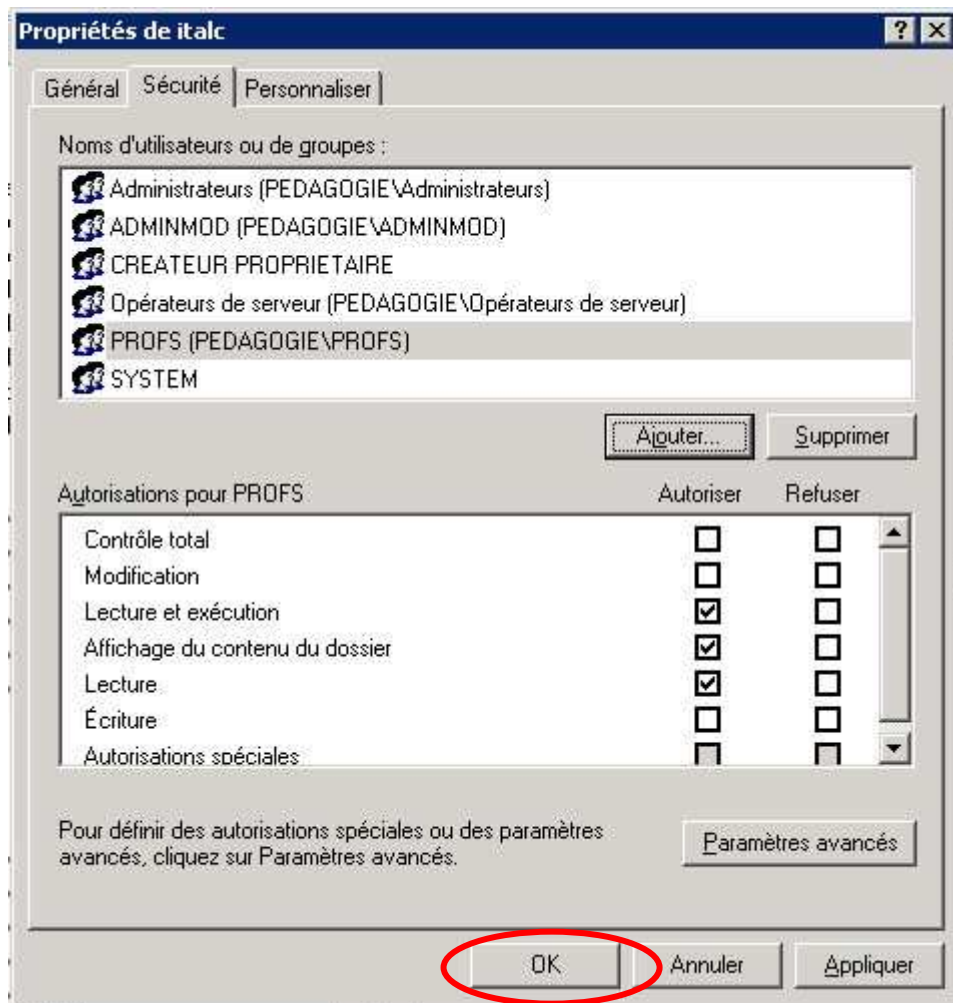 Propriétés de italc
Général Sécurité Personnaliser
Noms d'utilisateurs ou de groupes :
Administrateurs (PEDAGOGIE\Administrateurs)
ADMINMOD (PEDAGOGIE\ADMINMOD)
CREATEUR PROPRIETAIRE
Opérateurs de serveur (PEDAGOGIE\Opérateurs de serveur)
PROFS (PEDAGOGIE\PROFS)
SYSTEM
Ajouter... Supprimer
Autorisations pour PROFS Autoriser Refuser
Contrôle total
Modification
Lecture et exécution
Affichage du contenu du dossier
Lecture
Écriture
Autorisations spéciales
Pour définir des autorisations spéciales ou des paramètres
avancés, cliquez sur Paramètres avancés.
Paramètres avancés
OK Annuler Appliquer